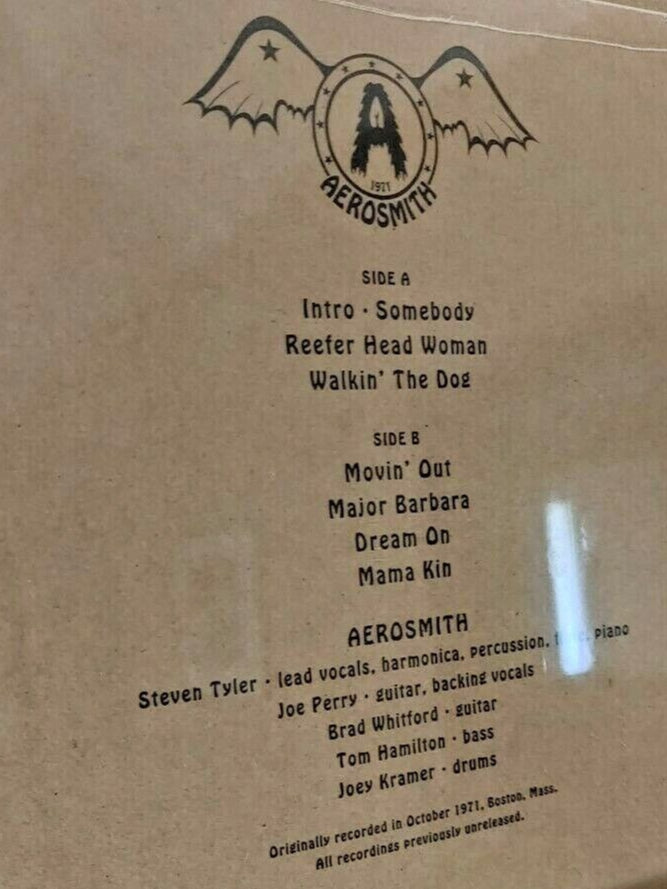 A
1971
AEROSMITH
SIDE A
Intro · Somebody
Reefer Head Woman
Walkin' The Dog
SIDE B
Movin' Out
Major Barbara
Dream On
Mama Kin
AEROSMITH
Steven Tyler · lead vocals, harmonica, percussion, piano
Joe Perry · guitar, backing vocals
Brad Whitford · guitar
Tom Hamilton · bass
Joey Kramer · drums
Originally recorded in October 1971, Boston, Mass.
All recordings previously unreleased.